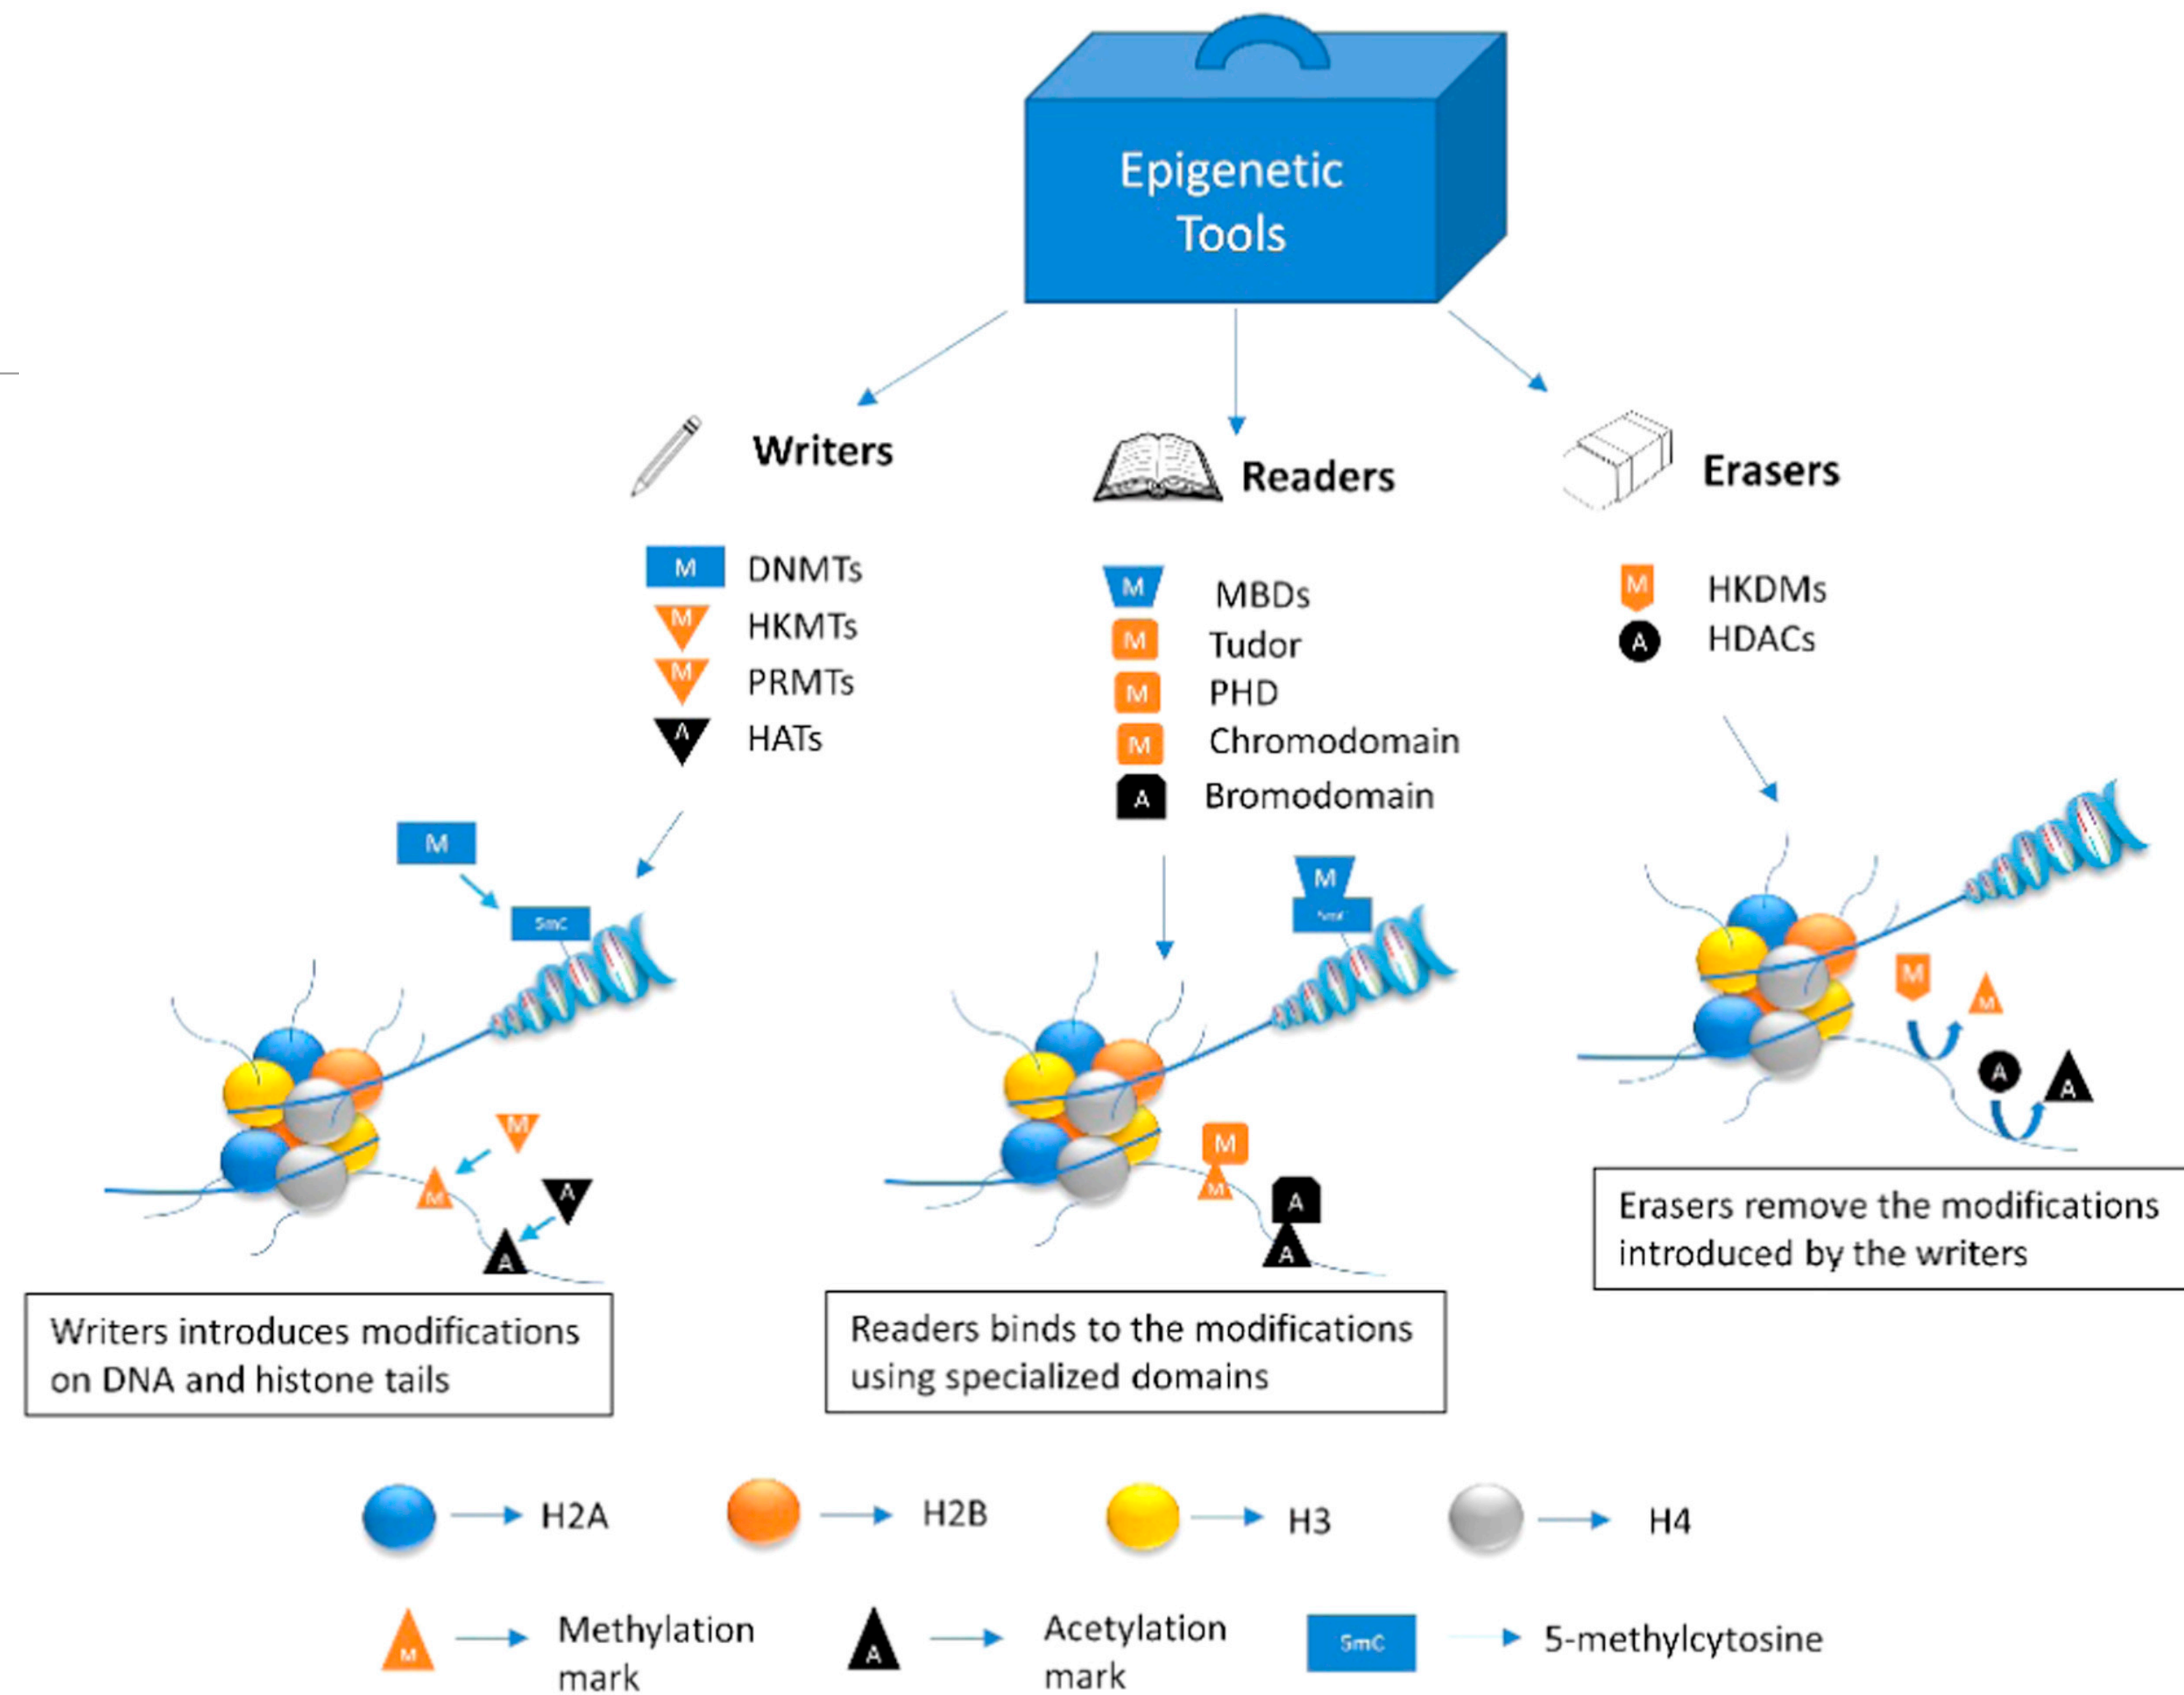 Epigenetic
Tools
Writers
Readers
Erasers
M DNMTs
M HKMTs
M PRMTs
A HATs
M MBDs
M Tudor
M PHD
M Chromodomain
A Bromodomain
M HKDMs
A HDACs
M
5mC
M
M
A
A
Writers introduces modifications
on DNA and histone tails
M
5mC
M
M
A
A
Readers binds to the modifications
using specialized domains
M
M
A
A
Erasers remove the modifications
introduced by the writers
H2A
H2B
H3
H4
M Methylation
mark
A Acetylation
mark
5mC 5-methylcytosine